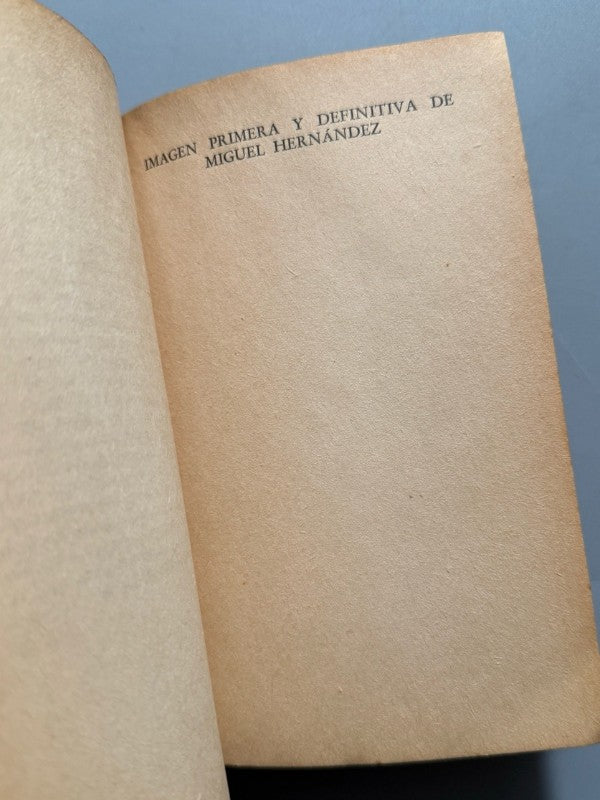 IMAGEN PRIMERA Y DEFINITIVA DE
MIGUEL HERNÁNDEZ